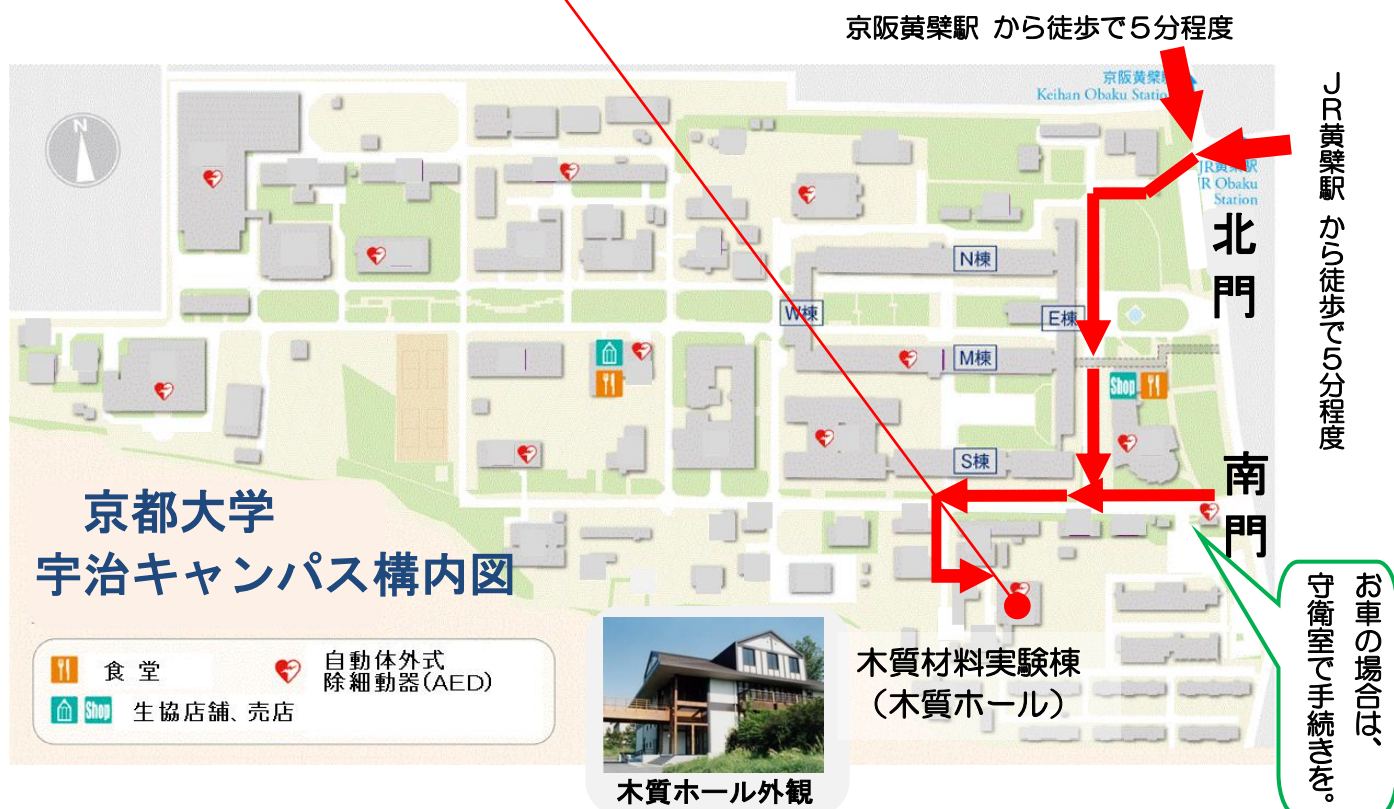 京阪黄檗駅 から徒歩で5分程度
京阪黄檗駅
Keihan Obaku Station
JR黄檗駅 から徒歩で5分程度
N
JR黄檗駅
JR Obaku
Station
北門
N棟
W棟
E棟
M棟
Shop
S棟
南門
京都大学
宇治キャンパス構内図
お車の場合は、
守衛室で手続きを。
食堂
自動体外式
除細動器(AED)
Shop
生協店舗、売店
木質材料実験棟
(木質ホール)
木質ホール外観